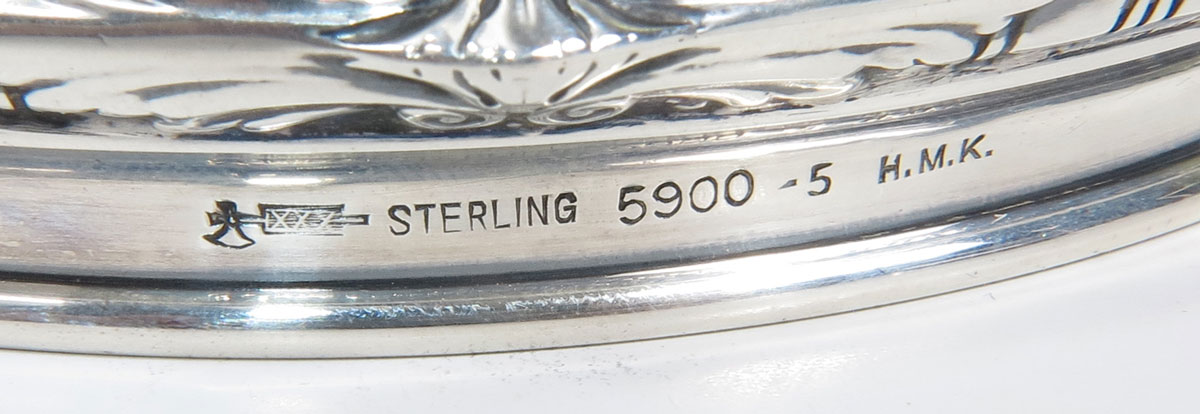 STERLING 5900 -5 H.M.K.